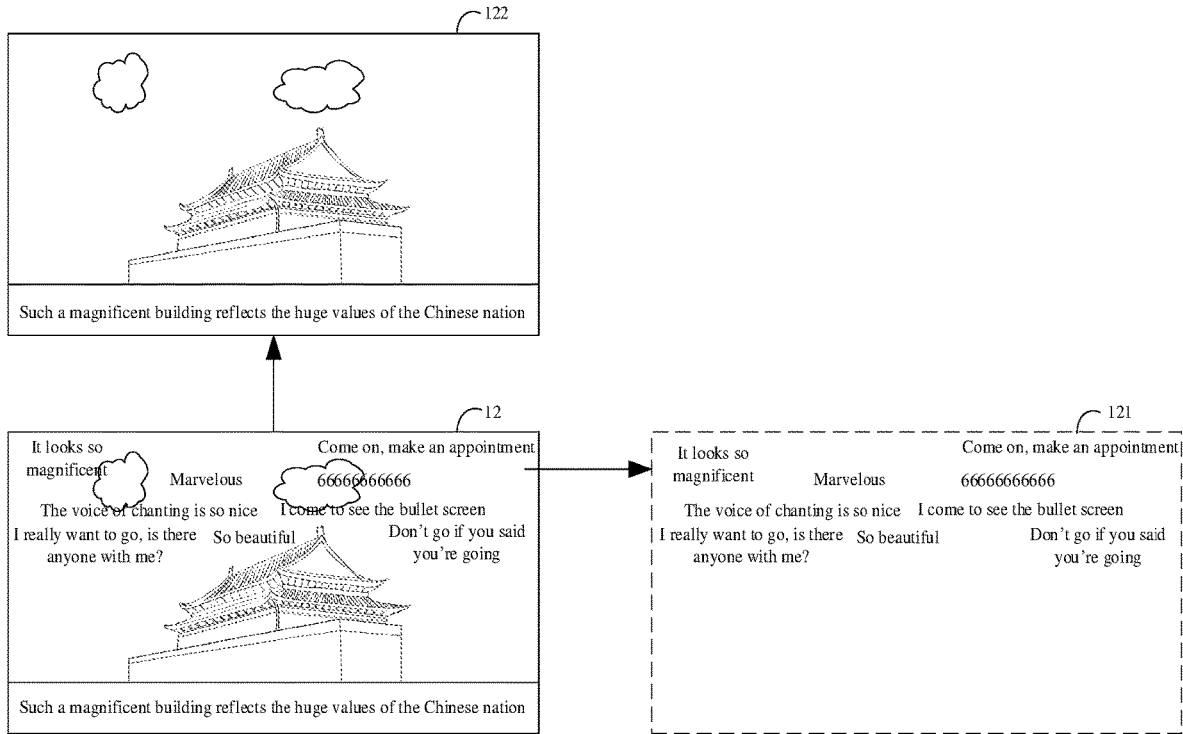 122
Such a magnificent building reflects the huge values of the Chinese nation
12
It looks so
magnificent
Come on, make an appointment
Marvelous
66666666666
The voice of chanting is so nice
I come to see the bullet screen
I really want to go, is there
anyone with me?
So beautiful
Don't go if you said
you're going
Such a magnificent building reflects the huge values of the Chinese nation
121
It looks so
magnificent
Come on, make an appointment
Marvelous
66666666666
The voice of chanting is so nice
I come to see the bullet screen
I really want to go, is there
anyone with me?
So beautiful
Don't go if you said
you're going